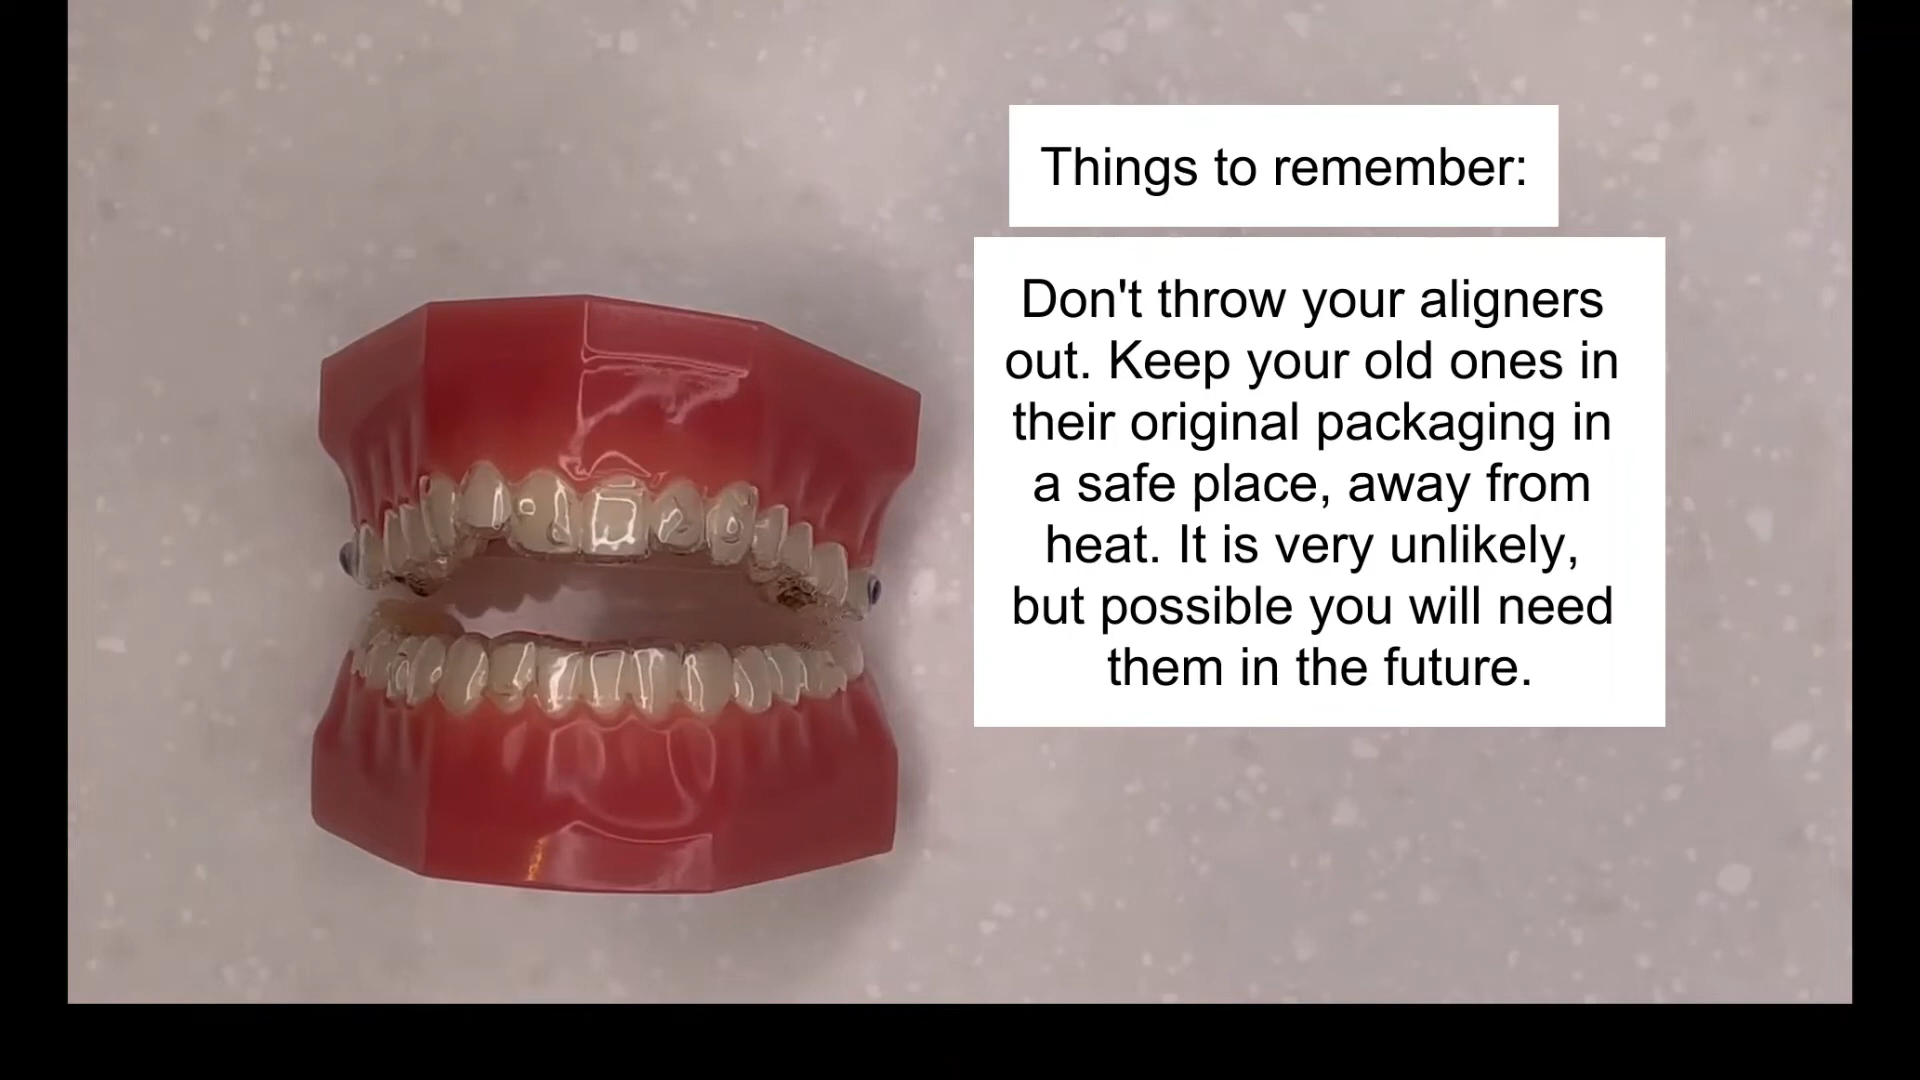 Things to remember:
Don't throw your aligners
out. Keep your old ones in
their original packaging in
a safe place, away from
heat. It is very unlikely,
but possible you will need
them in the future.